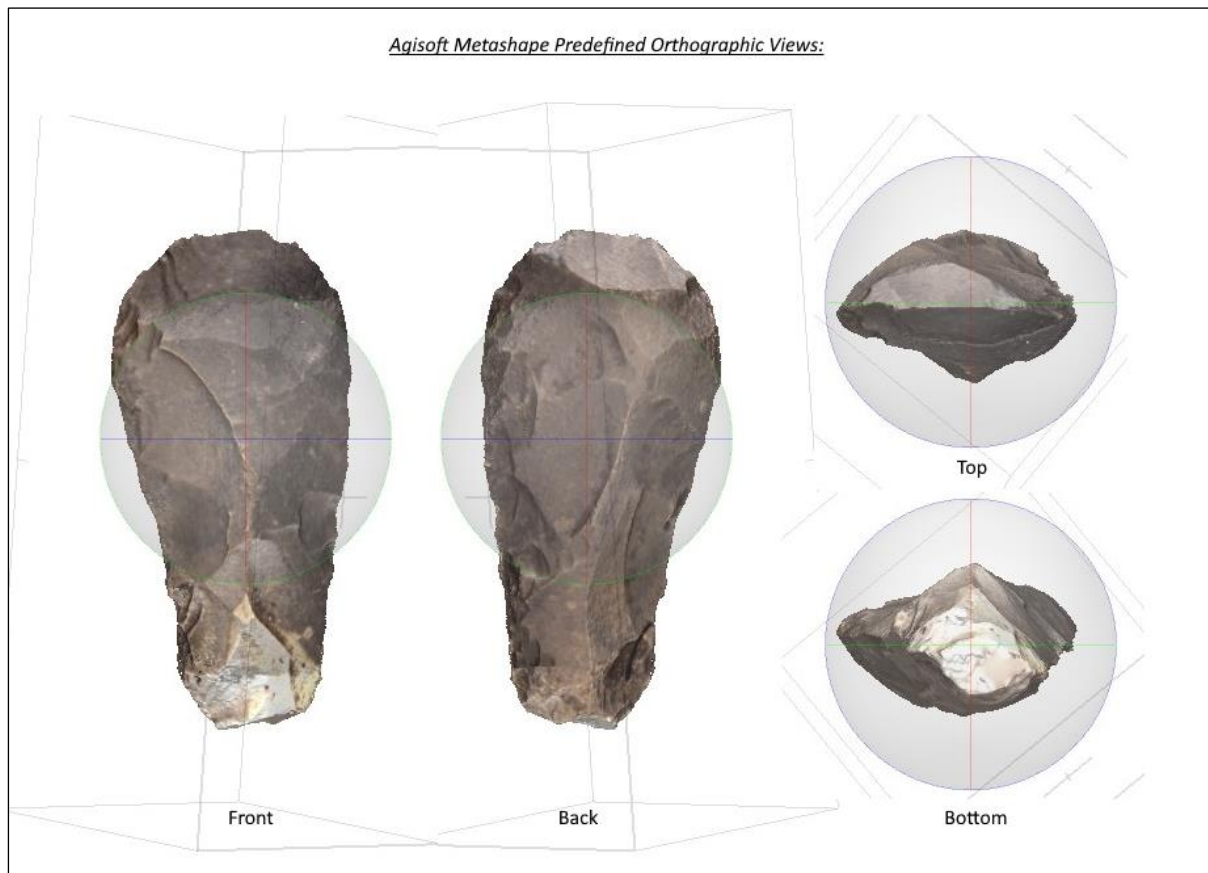 Agisoft Metashape Predefined Orthographic Views:
Top
Front
Back
Bottom